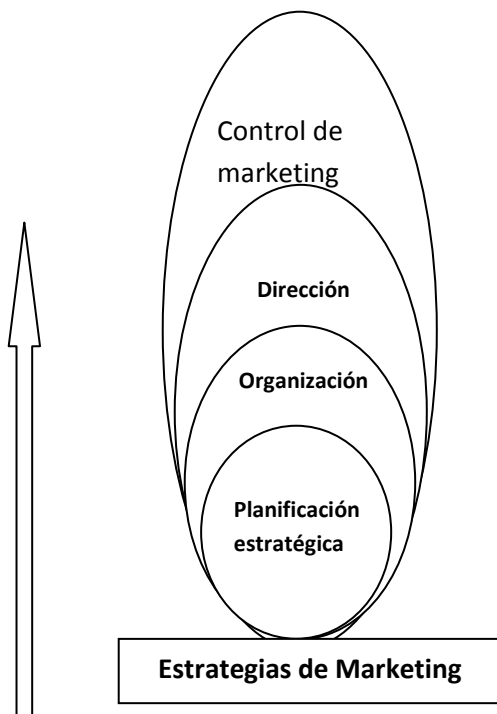 Control de
marketing
Dirección
Organización
Planificación
estratégica
Estrategias de Marketing